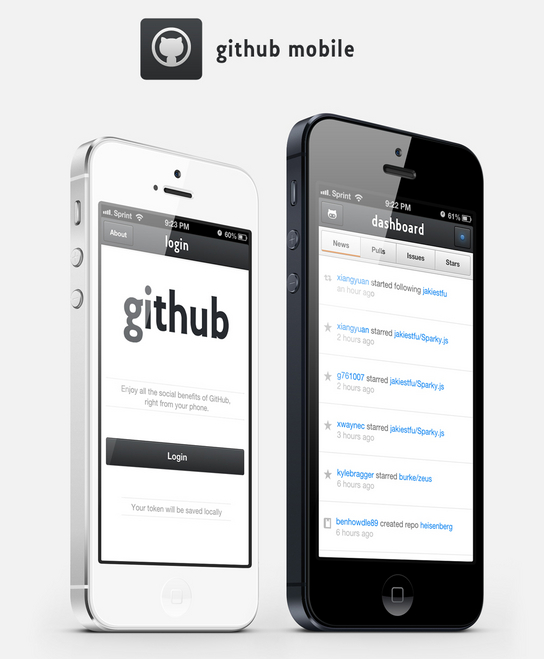 github mobile
Sprint 9:23 PM 60%
About login
github
Enjoy all the social benefits of GitHub,
right from your phone.
Login
Your token will be saved locally
Sprint 9:22 PM 61%
dashboard
News Pulls Issues Stars
xiangyuan started following jakiestfu
an hour ago
xiangyuan starred jakiestfu/Sparky.js
2 hours ago
g761007 starred jakiestfu/Sparky.js
2 hours ago
xwaynec starred jakiestfu/Sparky.js
3 hours ago
kylebragger starred burke/zeus
6 hours ago
benhowdle89 created repo heisenberg
6 hours ago